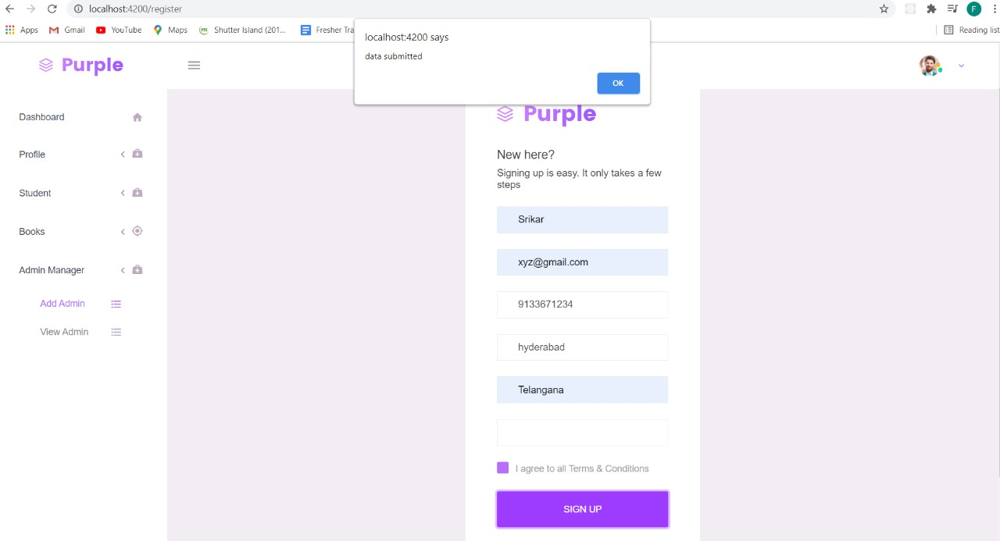 localhost:4200/register
Apps Gmail YouTube Maps Shutter Island (201... Fresher Tra Reading list
F
localhost:4200 says
data submitted
OK
Purple
Dashboard
Profile
Student
Books
Admin Manager
Add Admin
View Admin
Purple
New here?
Signing up is easy. It only takes a few
steps
Srikar
xyz@gmail.com
9133671234
hyderabad
Telangana
I agree to all Terms & Conditions
SIGN UP